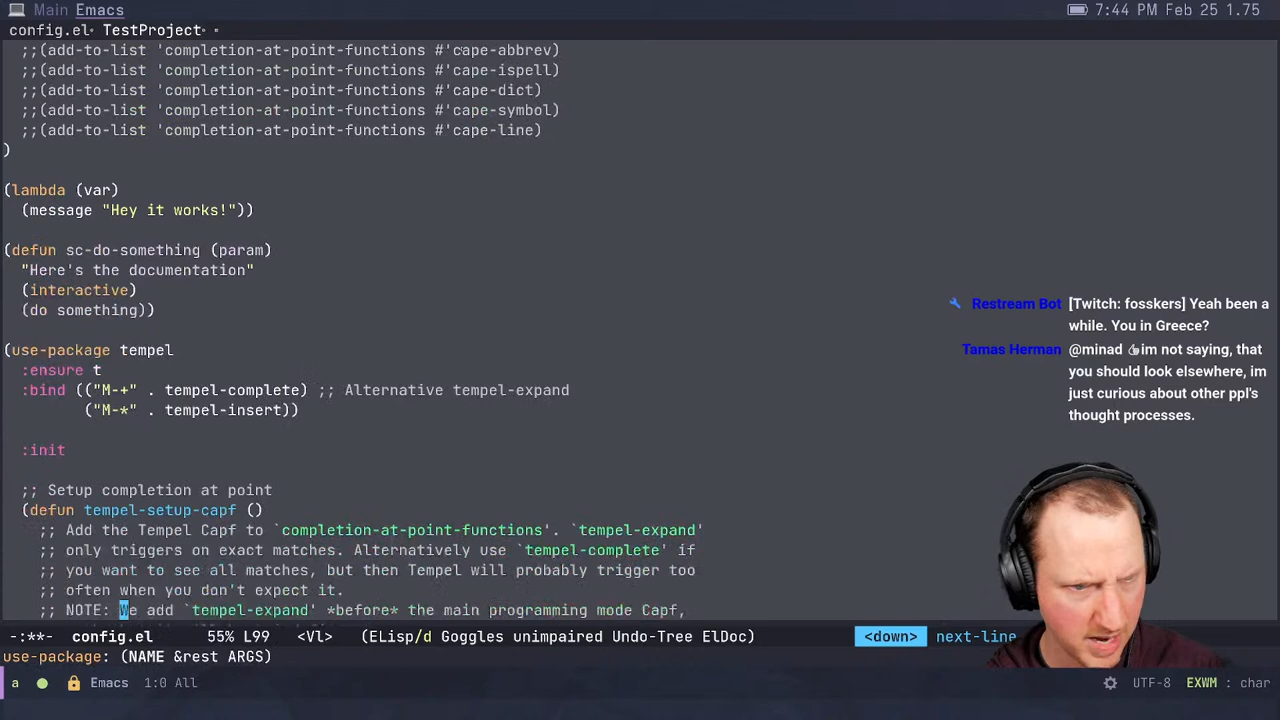 Main Emacs
7:44 PM Feb 25 1.75
config.el· TestProject ·
;;(add-to-list 'completion-at-point-functions #'cape-abbrev)
;;(add-to-list 'completion-at-point-functions #'cape-ispell)
;;(add-to-list 'completion-at-point-functions #'cape-dict)
;;(add-to-list 'completion-at-point-functions #'cape-symbol)
;;(add-to-list 'completion-at-point-functions #'cape-line)
)
(lambda (var)
(message "Hey it works!"))
(defun sc-do-something (param)
"Here's the documentation"
(interactive)
(do something))
(use-package tempel
:ensure t
:bind (("M-+" . tempel-complete) ;; Alternative tempel-expand
("M-*" . tempel-insert))
:init
;; Setup completion at point
(defun tempel-setup-capf ()
;; Add the Tempel Capf to `completion-at-point-functions'. `tempel-expand'
;; only triggers on exact matches. Alternatively use `tempel-complete' if
;; you want to see all matches, but then Tempel will probably trigger too
;; often when you don't expect it.
;; NOTE: We add `tempel-expand' *before* the main programming mode Capf,
Restream Bot [Twitch: fosskers] Yeah been a
while. You in Greece?
Tamas Herman @minad 👍im not saying, that
you should look elsewhere, im
just curious about other ppl's
thought processes.
-:**- config.el 55% L99 <Vl> (ELisp/d Goggles unimpaired Undo-Tree ElDoc) <down> next-line
use-package: (NAME &rest ARGS)
a Emacs 1:0 All UTF-8 EXWM : char